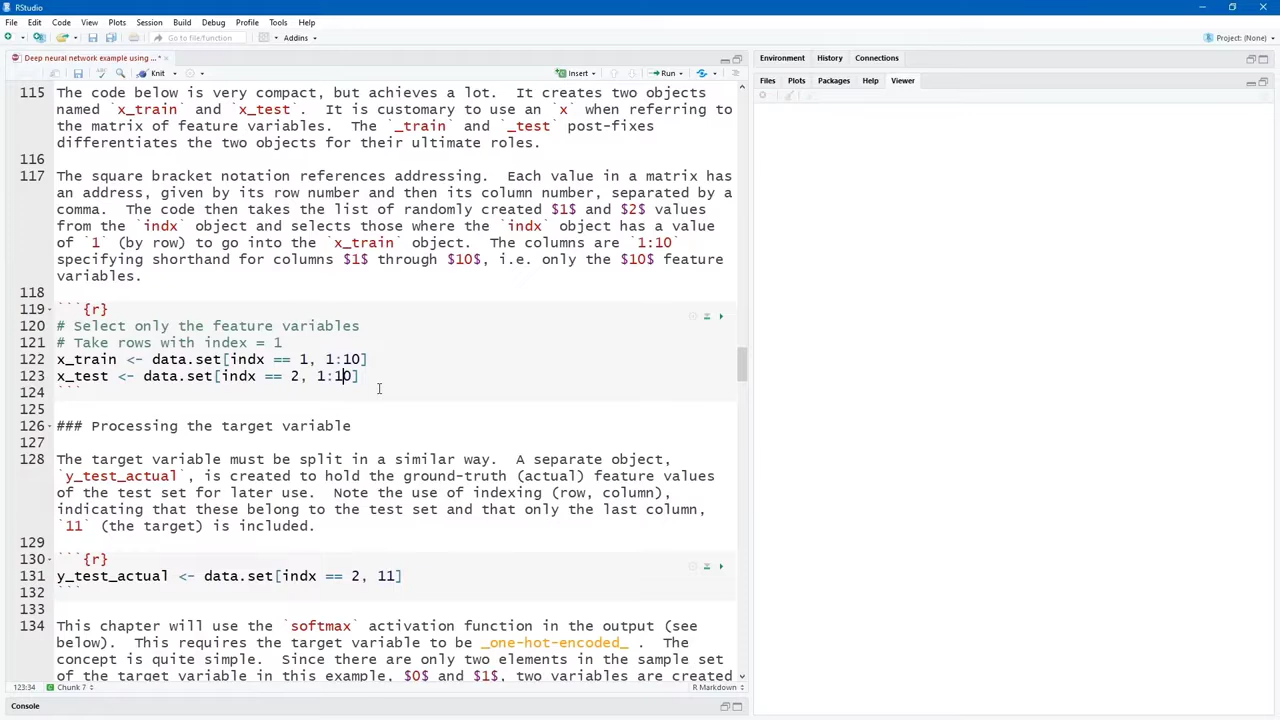 RStudio
File Edit Code View Plots Session Build Debug Profile Tools Help
Go to file/function Addins Project: (None)
Deep neural network example using ...*
Knit Insert Run
115 The code below is very compact, but achieves a lot. It creates two objects
named `x_train` and `x_test`. It is customary to use an `x` when referring to
the matrix of feature variables. The `_train` and `_test` post-fixes
differentiates the two objects for their ultimate roles.
116
117 The square bracket notation references addressing. Each value in a matrix has
an address, given by its row number and then its column number, separated by a
comma. The code then takes the list of randomly created $1$ and $2$ values
from the `indx` object and selects those where the `indx` object has a value
of `1` (by row) to go into the `x_train` object. The columns are `1:10`
specifying shorthand for columns $1$ through $10$, i.e. only the $10$ feature
variables.
118
119 ```{r}
120 # Select only the feature variables
121 # Take rows with index = 1
122 x_train <- data.set[indx == 1, 1:10]
123 x_test <- data.set[indx == 2, 1:10]
124 ```
125
126 ### Processing the target variable
127
128 The target variable must be split in a similar way. A separate object,
`y_test_actual`, is created to hold the ground-truth (actual) feature values
of the test set for later use. Note the use of indexing (row, column),
indicating that these belong to the test set and that only the last column,
`11` (the target) is included.
129
130 ```{r}
131 y_test_actual <- data.set[indx == 2, 11]
132 ```
133
134 This chapter will use the `softmax` activation function in the output (see
below). This requires the target variable to be _one-hot-encoded_ . The
concept is quite simple. Since there are only two elements in the sample set
of the target variable in this example, $0$ and $1$, two variables are created
123:34 Chunk 7 R Markdown
Console
Environment History Connections
Files Plots Packages Help Viewer